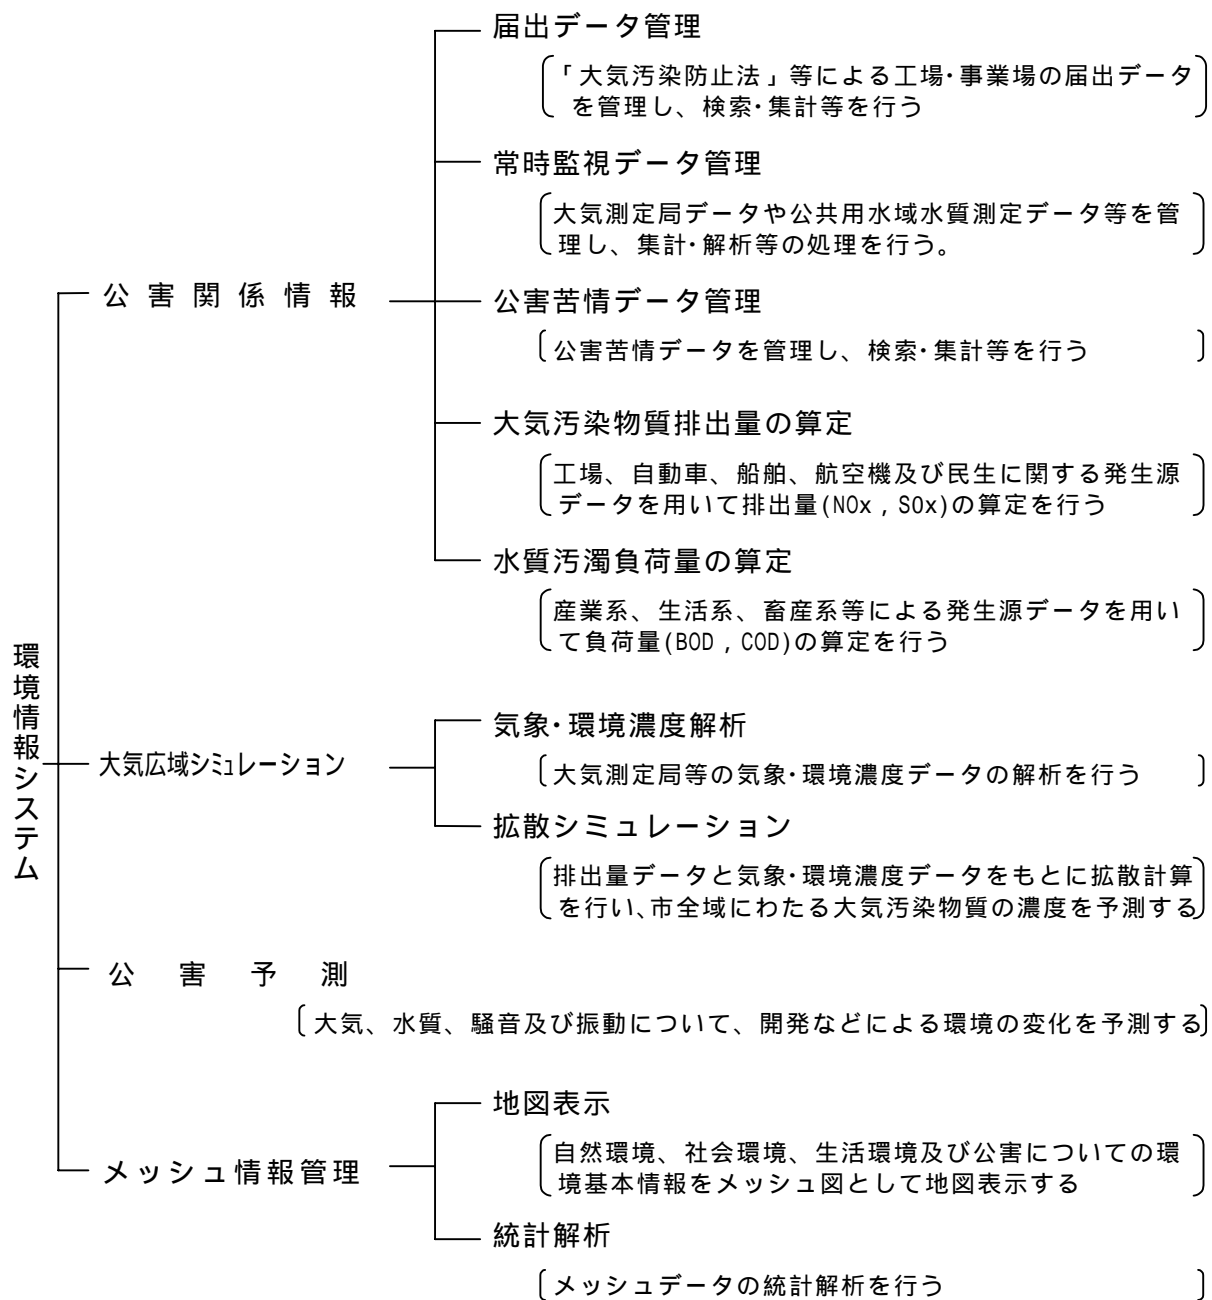 届出データ管理
「大気汚染防止法」等による工場・事業場の届出データ
を管理し、検索・集計等を行う
常時監視データ管理
大気測定局データや公共用水域水質測定データ等を管
理し、集計・解析等の処理を行う。
公害関係情報
公害苦情データ管理
公害苦情データを管理し、検索・集計等を行う
大気汚染物質排出量の算定
工場、自動車、船舶、航空機及び民生に関する発生源
データを用いて排出量(NOx , SOx)の算定を行う
水質汚濁負荷量の算定
産業系、生活系、畜産系等による発生源データを用い
て負荷量(BOD , COD)の算定を行う
環境情報システム
気象・環境濃度解析
大気広域シミュレーション
大気測定局等の気象・環境濃度データの解析を行う
拡散シミュレーション
排出量データと気象・環境濃度データをもとに拡散計算
を行い、市全域にわたる大気汚染物質の濃度を予測する
公害予測
大気、水質、騒音及び振動について、開発などによる環境の変化を予測する
地図表示
自然環境、社会環境、生活環境及び公害についての環
境基本情報をメッシュ図として地図表示する
メッシュ情報管理
統計解析
メッシュデータの統計解析を行う